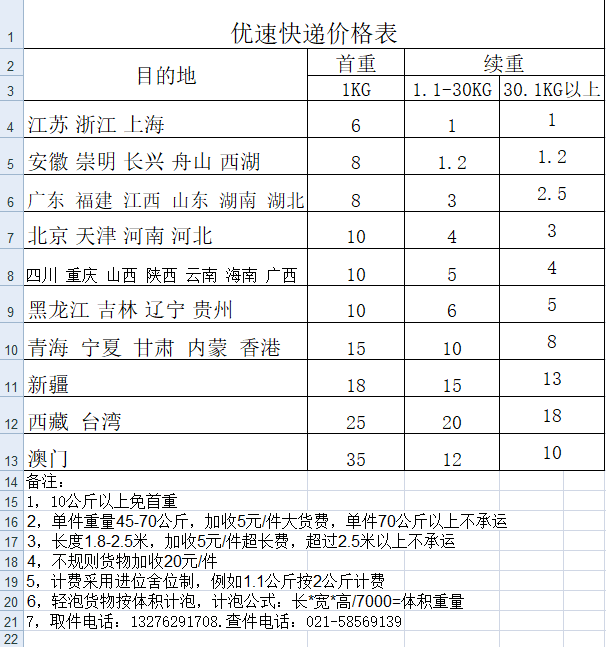 优速快递价格表
目的地 首重 续重
1KG 1.1-30KG 30.1KG以上
江苏 浙江 上海 6 1 1
安徽 崇明 长兴 舟山 西湖 8 1.2 1.2
广东 福建 江西 山东 湖南 湖北 8 3 2.5
北京 天津 河南 河北 10 4 3
四川 重庆 山西 陕西 云南 海南 广西 10 5 4
黑龙江 吉林 辽宁 贵州 10 6 5
青海 宁夏 甘肃 内蒙 香港 15 10 8
新疆 18 15 13
西藏 台湾 25 20 18
澳门 35 12 10
备注:
1，10公斤以上免首重
2，单件重量45-70公斤，加收5元/件大货费，单件70公斤以上不承运
3，长度1.8-2.5米，加收5元/件超长费，超过2.5米以上不承运
4，不规则货物加收20元/件
5，计费采用进位舍位制，例如1.1公斤按2公斤计费
6，轻泡货物按体积计泡，计泡公式：长*宽*高/7000=体积重量
7，取件电话：13276291708.查件电话：021-58569139